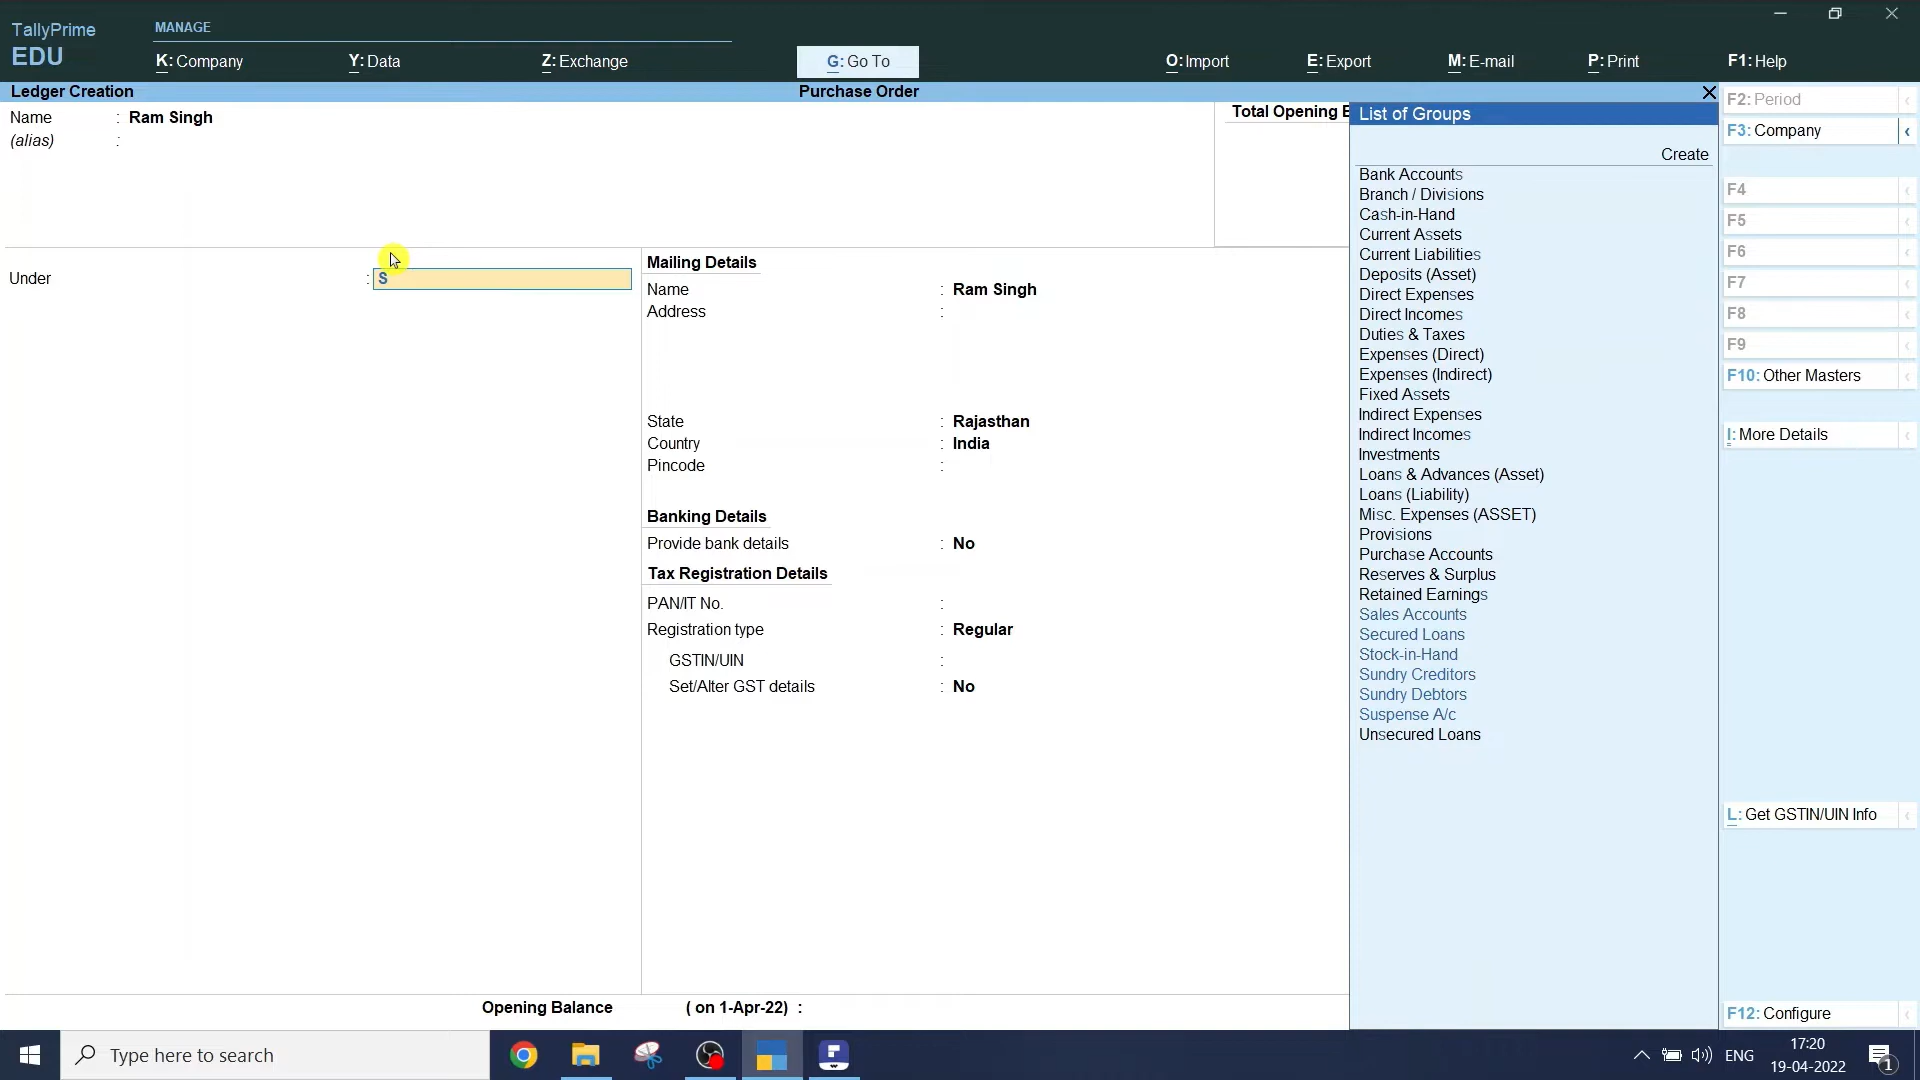 TallyPrime
EDU
MANAGE
K: Company
Y: Data
Z: Exchange
G: Go To
O: Import
E: Export
M: E-mail
P: Print
F1: Help
Ledger Creation
Purchase Order
Name : Ram Singh
(alias) :
Total Opening B
Under : S
Mailing Details
Name : Ram Singh
Address :
State : Rajasthan
Country : India
Pincode :
Banking Details
Provide bank details : No
Tax Registration Details
PAN/IT No. :
Registration type : Regular
GSTIN/UIN :
Set/Alter GST details : No
Opening Balance ( on 1-Apr-22) :
List of Groups
Create
Bank Accounts
Branch / Divisions
Cash-in-Hand
Current Assets
Current Liabilities
Deposits (Asset)
Direct Expenses
Direct Incomes
Duties & Taxes
Expenses (Direct)
Expenses (Indirect)
Fixed Assets
Indirect Expenses
Indirect Incomes
Investments
Loans & Advances (Asset)
Loans (Liability)
Misc. Expenses (ASSET)
Provisions
Purchase Accounts
Reserves & Surplus
Retained Earnings
Sales Accounts
Secured Loans
Stock-in-Hand
Sundry Creditors
Sundry Debtors
Suspense A/c
Unsecured Loans
F2: Period
F3: Company
F4
F5
F6
F7
F8
F9
F10: Other Masters
I: More Details
L: Get GSTIN/UIN Info
F12: Configure
Type here to search
ENG
17:20
19-04-2022
1